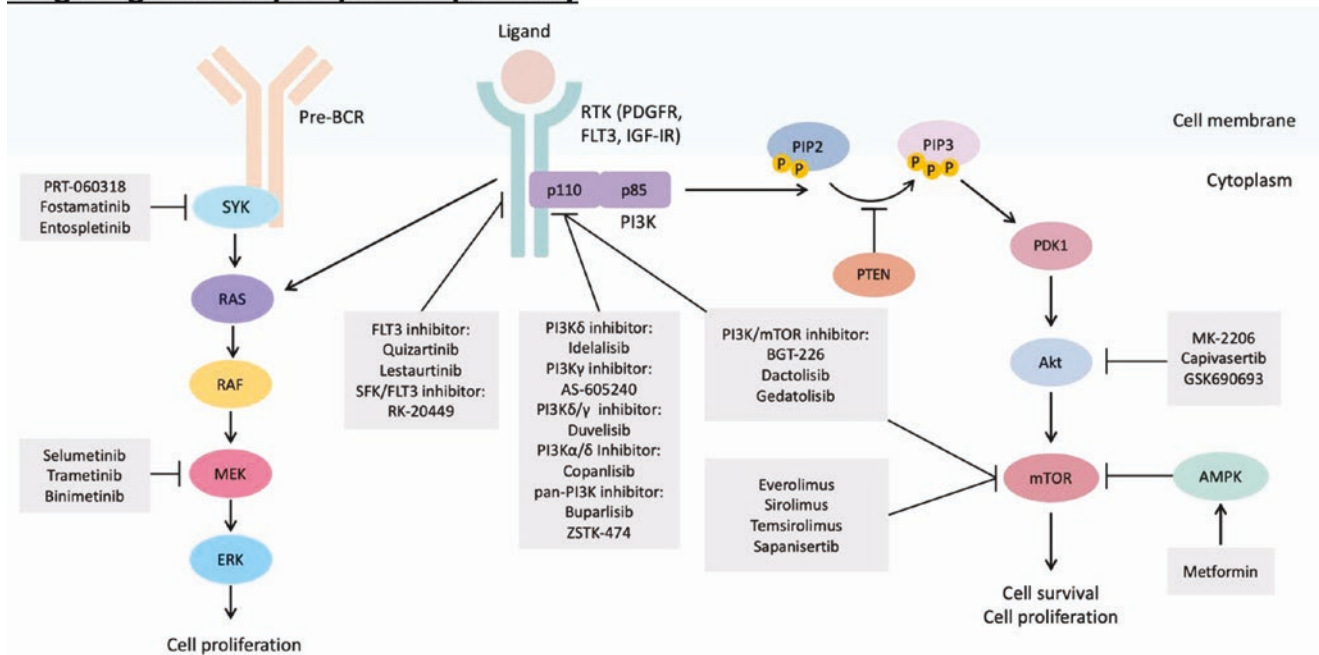 Ligand
Pre-BCR
RTK (PDGFR,
FLT3, IGF-IR)
Cell membrane
Cytoplasm
PIP2
P P
PIP3
P P P
p110
p85
PI3K
PRT-060318
Fostamatinib
Entospletinib
SYK
PDK1
PTEN
RAS
FLT3 inhibitor:
Quizartinib
Lestaurtinib
SFK/FLT3 inhibitor:
RK-20449
PI3Kδ inhibitor:
Idelalisib
PI3Kγ inhibitor:
AS-605240
PI3Kδ/γ inhibitor:
Duvelisib
PI3Kα/δ Inhibitor:
Copanlisib
pan-PI3K inhibitor:
Buparlisib
ZSTK-474
PI3K/mTOR inhibitor:
BGT-226
Dactolisib
Gedatolisib
Akt
MK-2206
Capivasertib
GSK690693
RAF
Selumetinib
Trametinib
Binimetinib
MEK
Everolimus
Sirolimus
Temsirolimus
Sapanisertib
mTOR
AMPK
ERK
Metformin
Cell survival
Cell proliferation
Cell proliferation